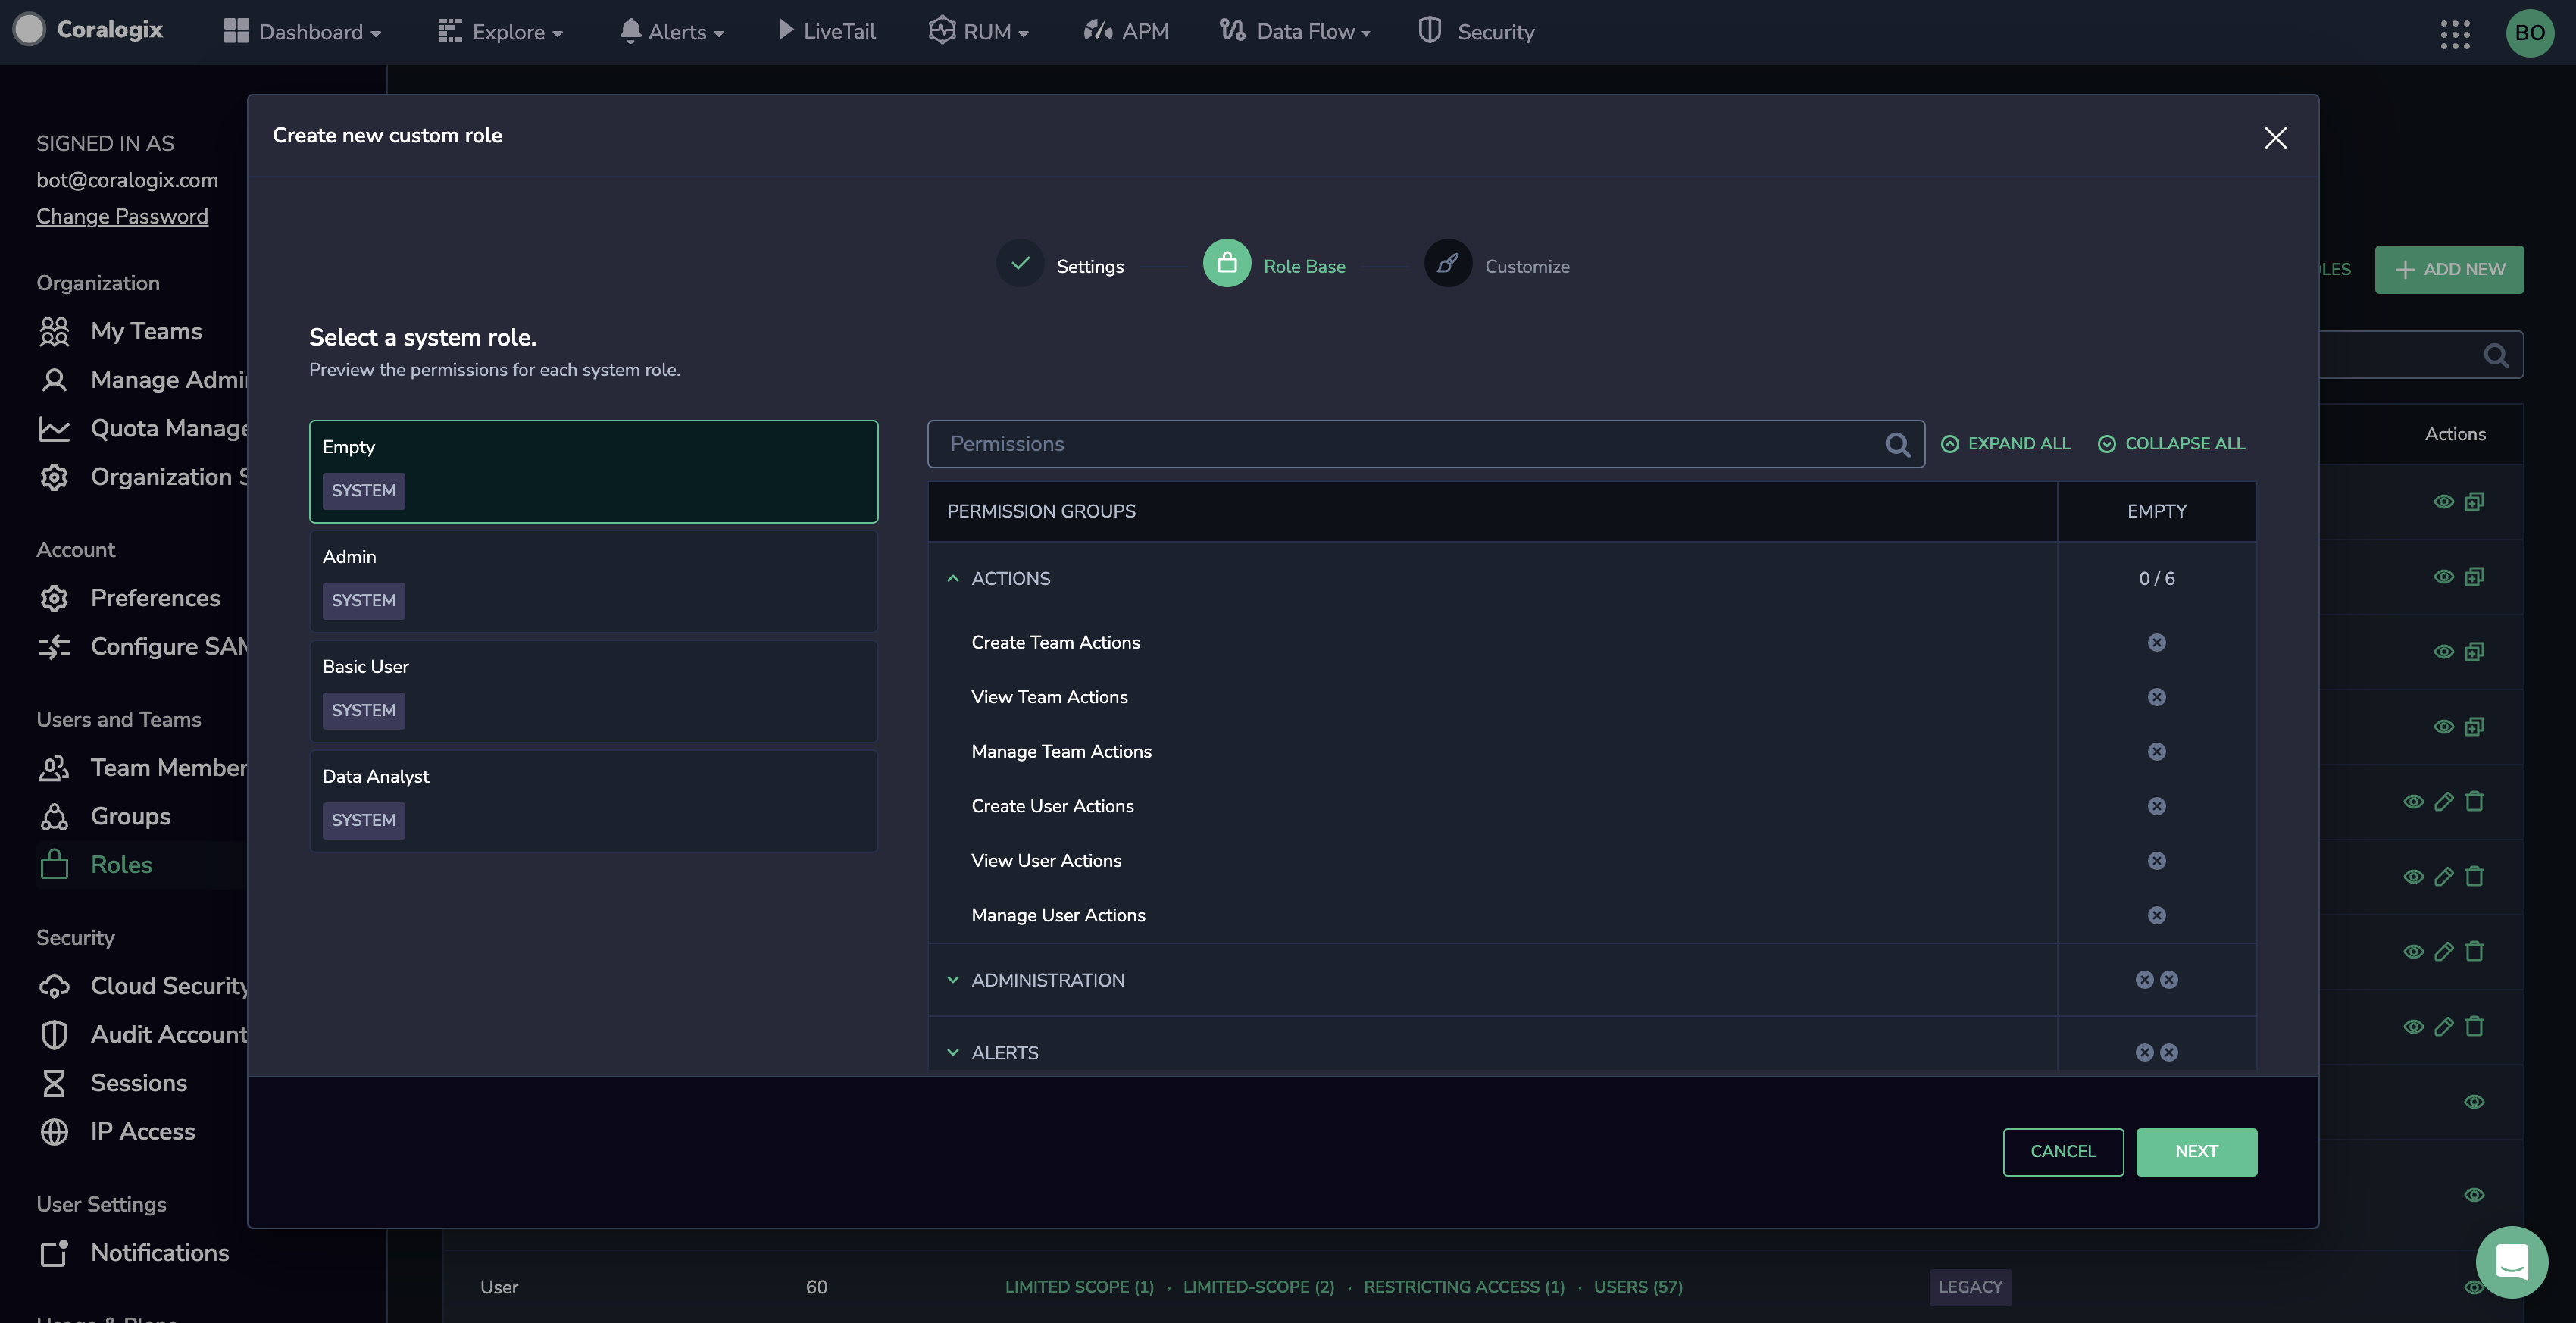 Coralogix Dashboard Explore Alerts LiveTail RUM APM Data Flow Security BO
SIGNED IN AS
bot@coralogix.com
Change Password
Organization
My Teams
Manage Admi
Quota Manage
Organization S
Account
Preferences
Configure SAM
Users and Teams
Team Member
Groups
Roles
Security
Cloud Security
Audit Account
Sessions
IP Access
User Settings
Notifications
Create new custom role
Settings Role Base Customize
Select a system role.
Preview the permissions for each system role.
Empty
SYSTEM
Admin
SYSTEM
Basic User
SYSTEM
Data Analyst
SYSTEM
Permissions EXPAND ALL COLLAPSE ALL
PERMISSION GROUPS EMPTY
ACTIONS 0 / 6
Create Team Actions
View Team Actions
Manage Team Actions
Create User Actions
View User Actions
Manage User Actions
ADMINISTRATION
ALERTS
CANCEL NEXT
LES + ADD NEW
Actions
User 60 LIMITED SCOPE (1) , LIMITED-SCOPE (2) , RESTRICTING ACCESS (1) , USERS (57) LEGACY